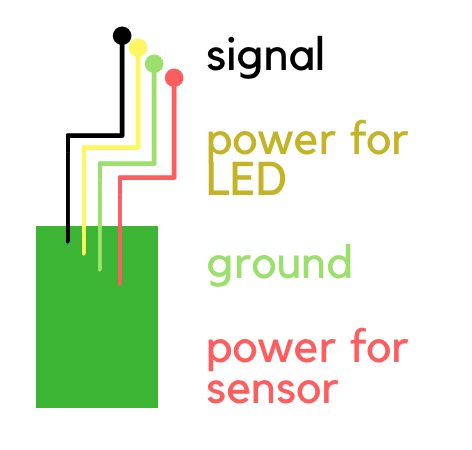 signal
power for
LED
ground
power for
sensor